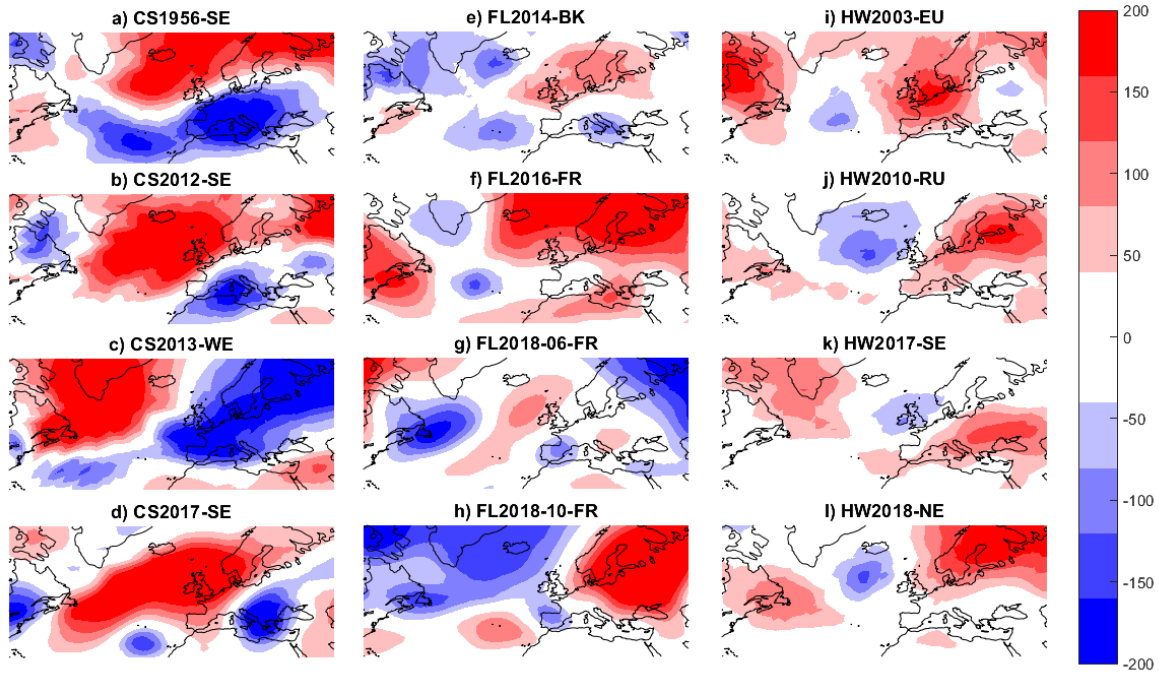 a) CS1956-SE
e) FL2014-BK
i) HW2003-EU
b) CS2012-SE
f) FL2016-FR
j) HW2010-RU
c) CS2013-WE
g) FL2018-06-FR
k) HW2017-SE
d) CS2017-SE
h) FL2018-10-FR
l) HW2018-NE
200
150
100
50
0
-50
-100
-150
-200